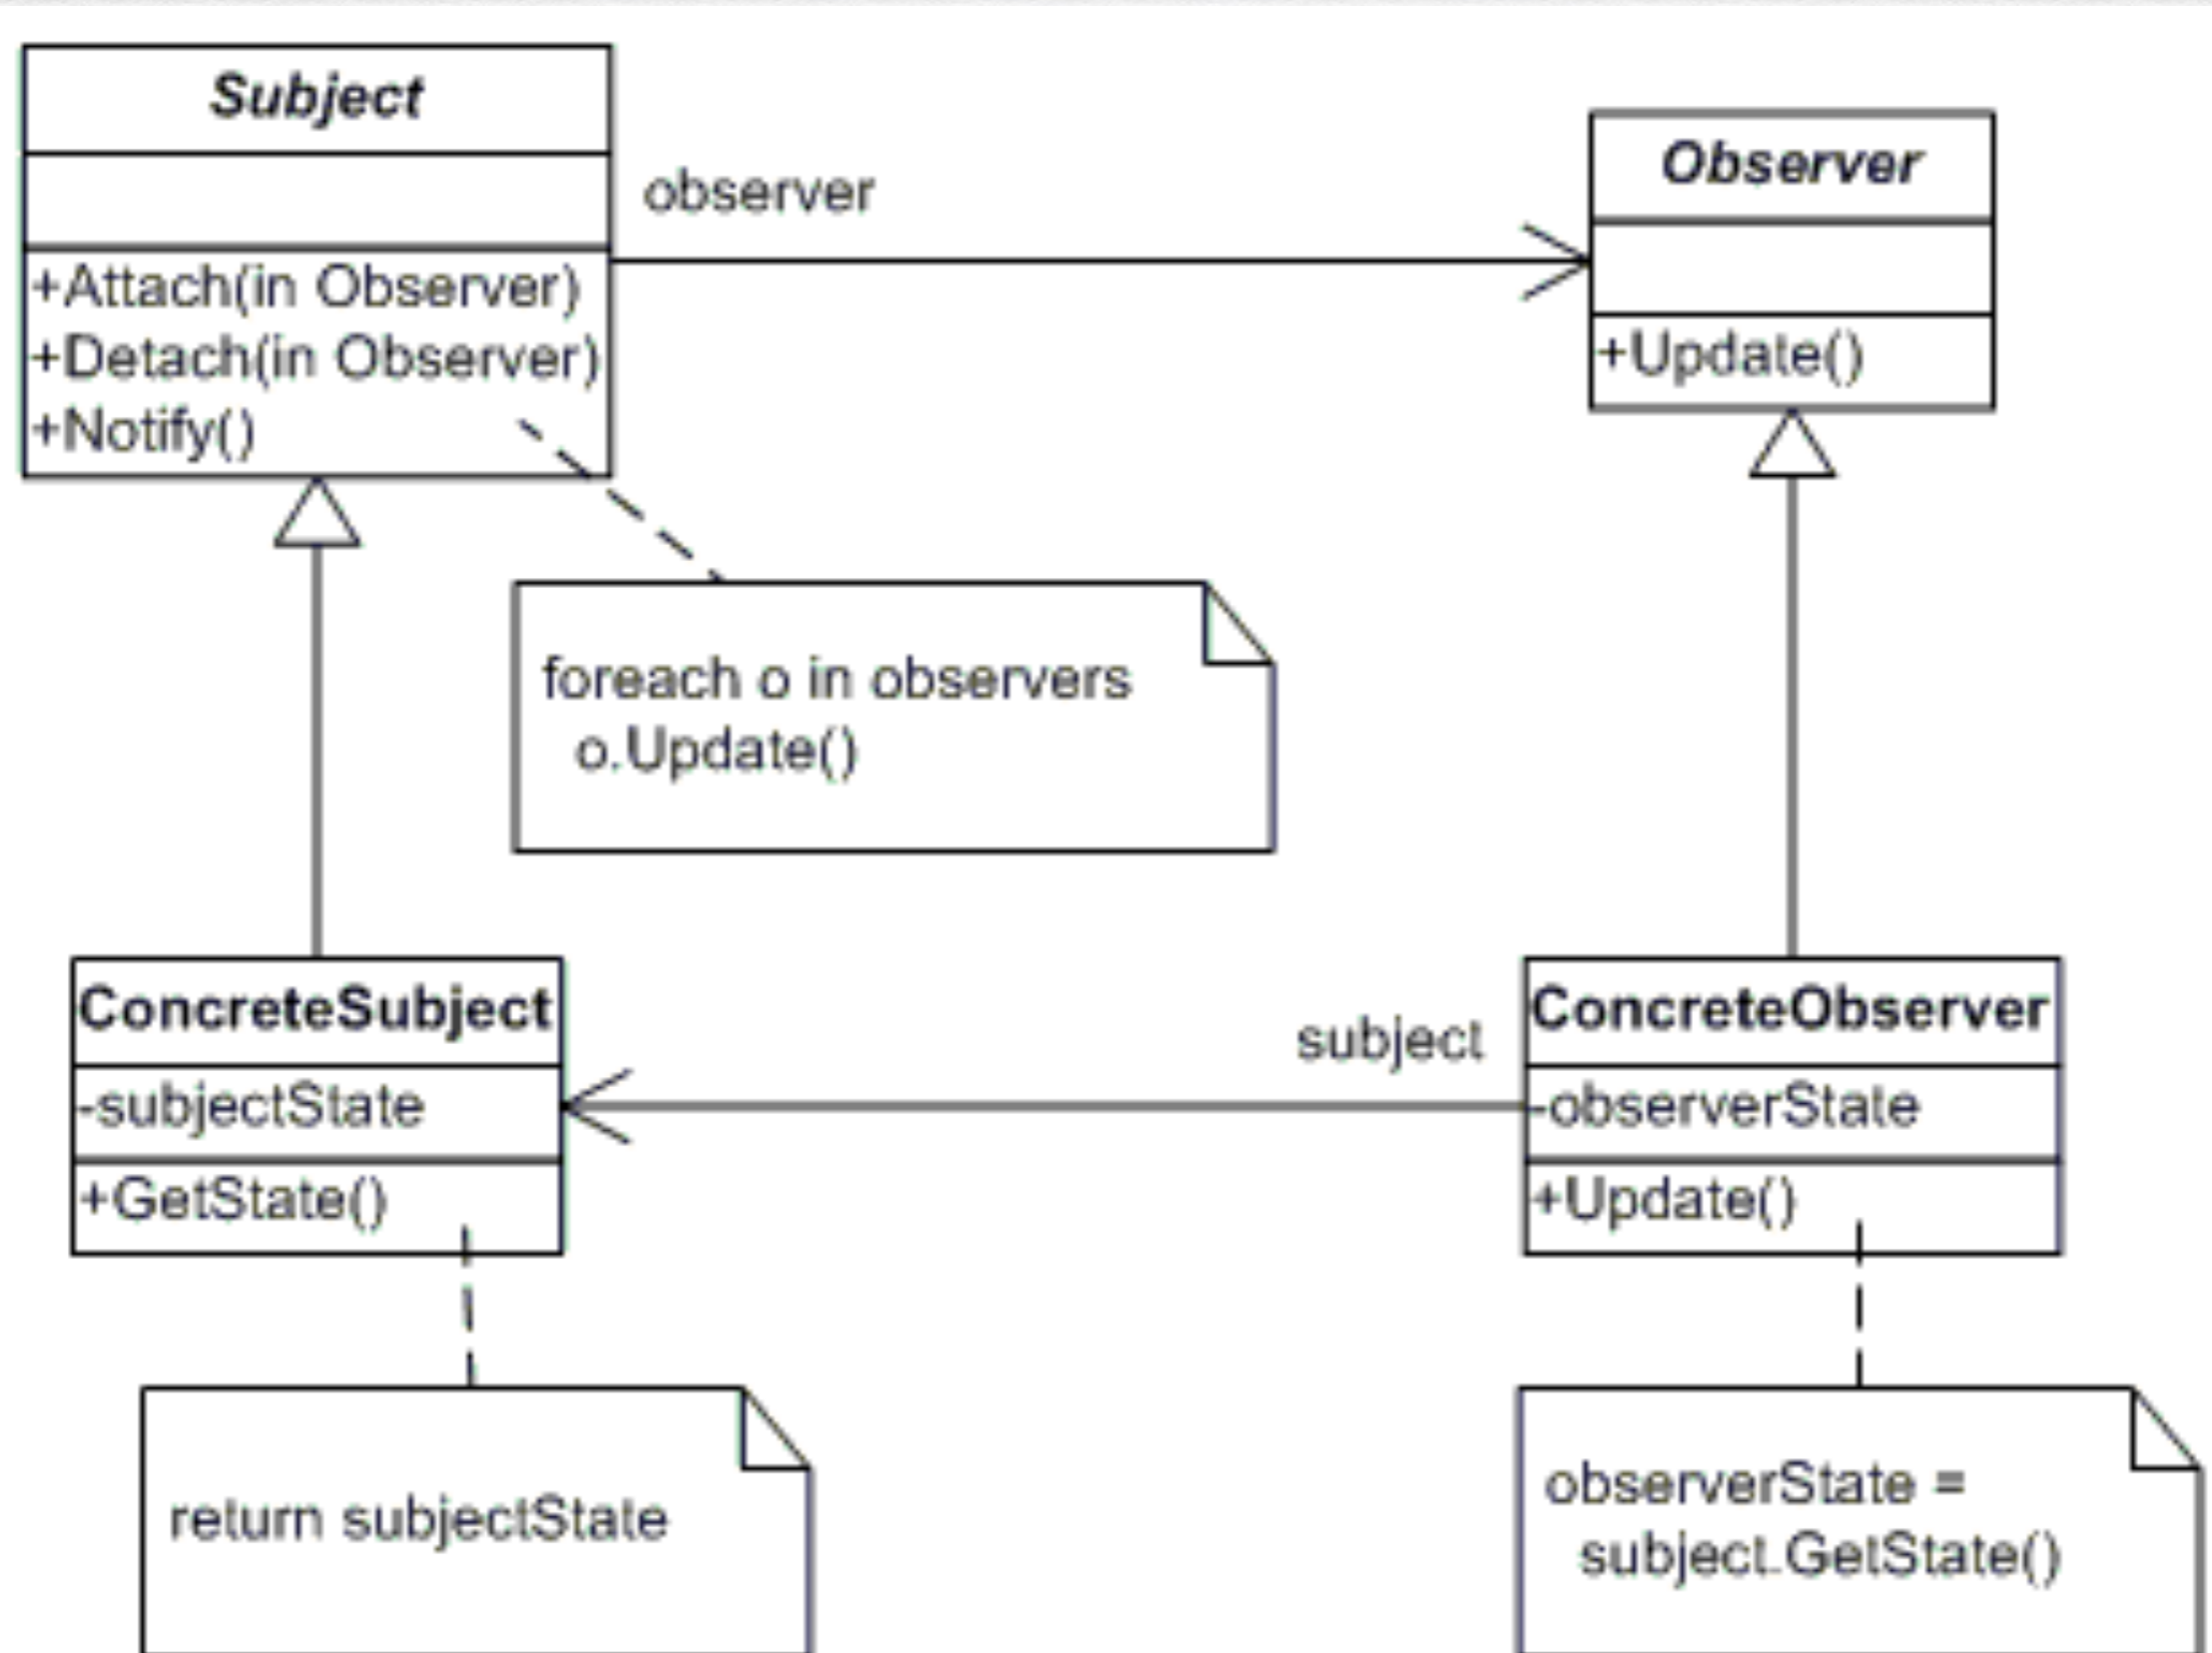 Subject
+Attach(in Observer)
+Detach(in Observer)
+Notify()
observer
Observer
+Update()
foreach o in observers
o.Update()
ConcreteSubject
-subjectState
+GetState()
subject
ConcreteObserver
-observerState
+Update()
return subjectState
observerState =
subject.GetState()